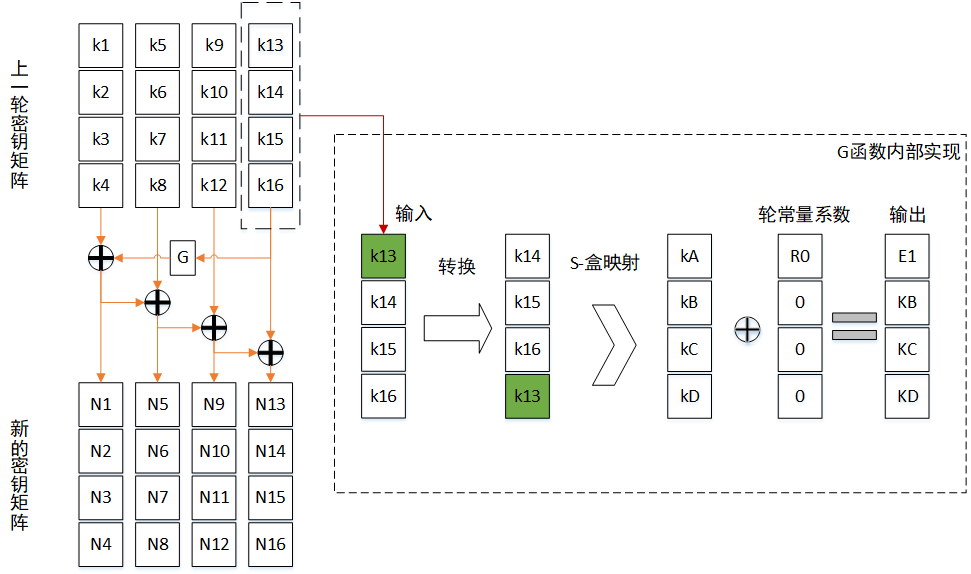 上一轮密钥矩阵
k1 k5 k9 k13
k2 k6 k10 k14
k3 k7 k11 k15
k4 k8 k12 k16
G
新的密钥矩阵
N1 N5 N9 N13
N2 N6 N10 N14
N3 N7 N11 N15
N4 N8 N12 N16
G函数内部实现
输入
轮常量系数
输出
转换
S-盒映射
k13 k14 kA R0 E1
k14 k15 kB 0 KB
k15 k16 kC 0 KC
k16 k13 kD 0 KD